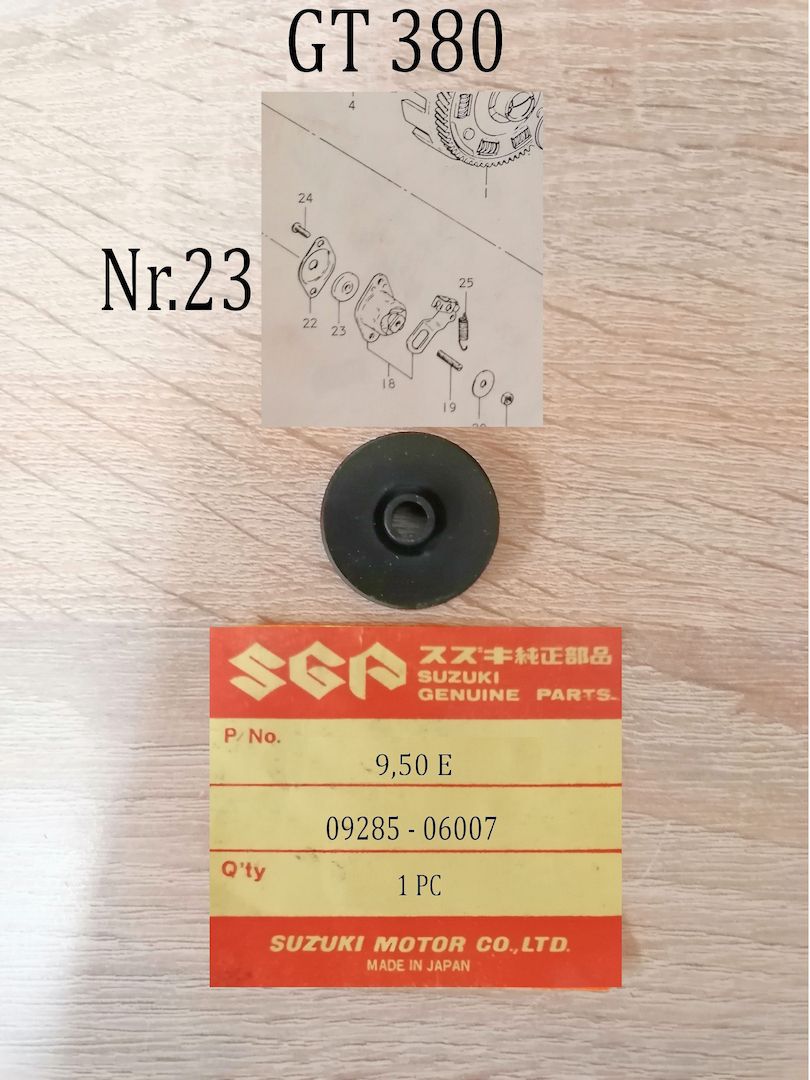 GT 380
4
1
24
Nr.23
25
22
23
18
19
SGP
スズキ純正部品
SUZUKI
GENUINE PARTS
P/No.
9,50 E
09285 - 06007
Q'ty
1 PC
SUZUKI MOTOR CO.,LTD.
MADE IN JAPAN